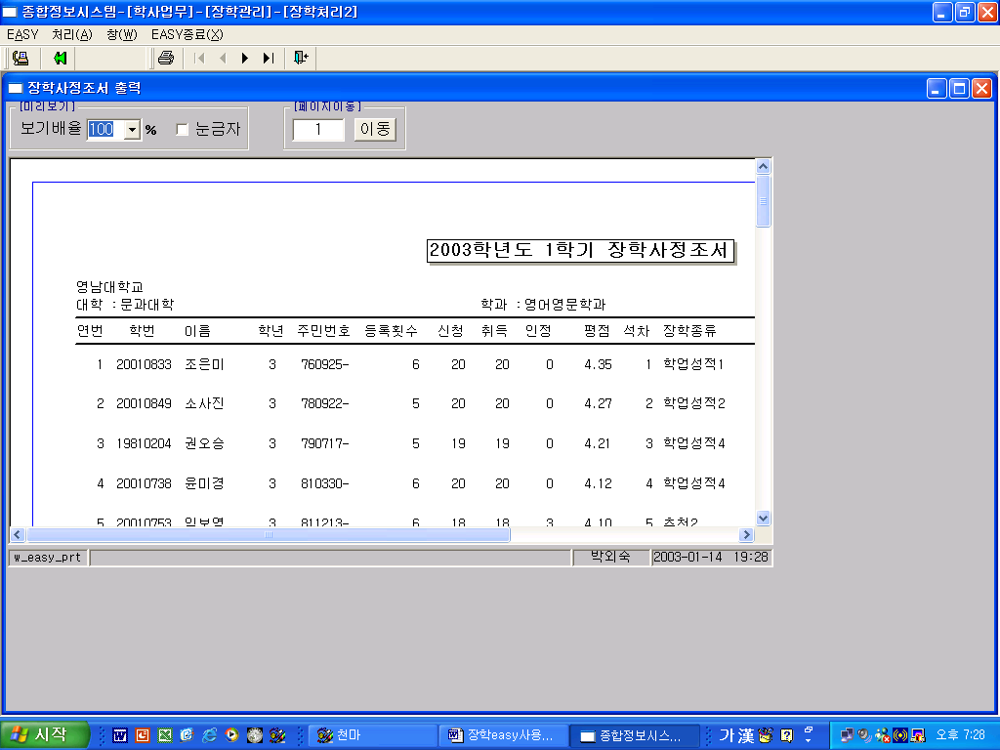 종합정보시스템-[학사업무]-[장학관리]-[장학처리2]
EASY 처리(A) 창(W) EASY종료(X)
장학사정조서 출력
[미리보기] [페이지이동]
보기배율 100 % 눈금자 1 이동
2003학년도 1학기 장학사정조서
영남대학교
대학 : 문과대학 학과 : 영어영문학과
연번 학번 이름 학년 주민번호 등록횟수 신청 취득 인정 평점 석차 장학종류
1 20010833 조은미 3 760925- 6 20 20 0 4.35 1 학업성적1
2 20010849 소사진 3 780922- 5 20 20 0 4.27 2 학업성적2
3 19810204 권오승 3 790717- 5 19 19 0 4.21 3 학업성적4
4 20010738 윤미경 3 810330- 6 20 20 0 4.12 4 학업성적4
5 20010753 3 811213- 6 18 18 3 4.10 5 추천2
w_easy_prt 박외숙 2003-01-14 19:28
시작 천마 장학easy사용... 종합정보시스... 가 漢 오후 7:28